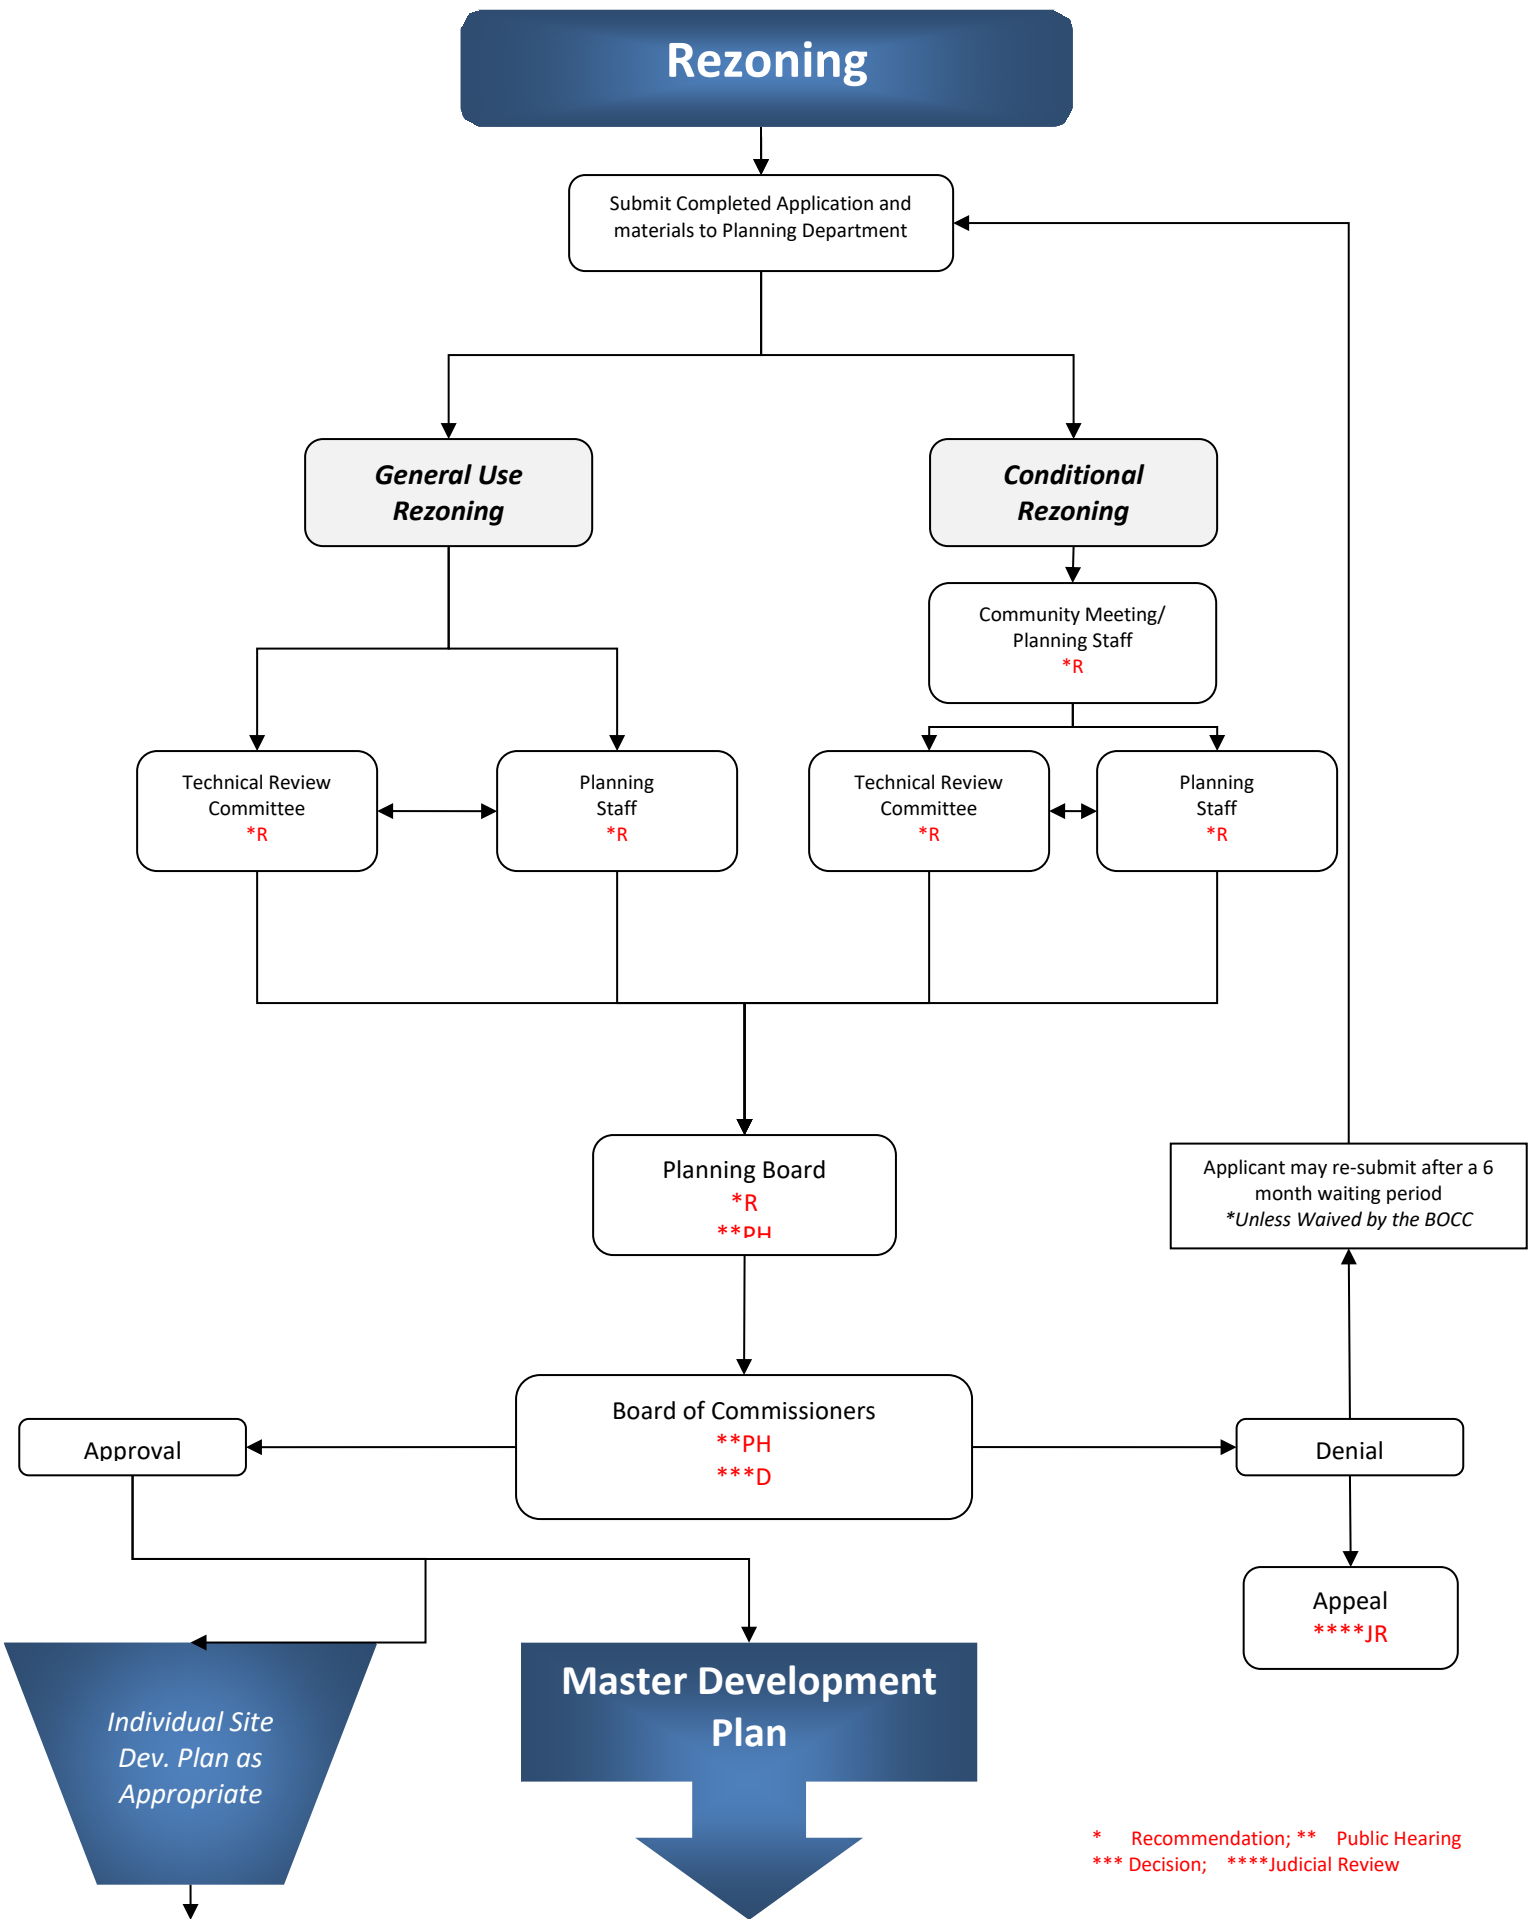 Rezoning
Submit Completed Application and
materials to Planning Department
General Use
Rezoning
Conditional
Rezoning
Community Meeting/
Planning Staff
*R
Technical Review
Committee
*R
Planning
Staff
*R
Technical Review
Committee
*R
Planning
Staff
*R
Planning Board
*R
**PH
Applicant may re-submit after a 6
month waiting period
*Unless Waived by the BOCC
Board of Commissioners
**PH
***D
Approval
Denial
Appeal
****JR
Individual Site
Dev. Plan as
Appropriate
Master Development
Plan
* Recommendation; ** Public Hearing
*** Decision; ****Judicial Review